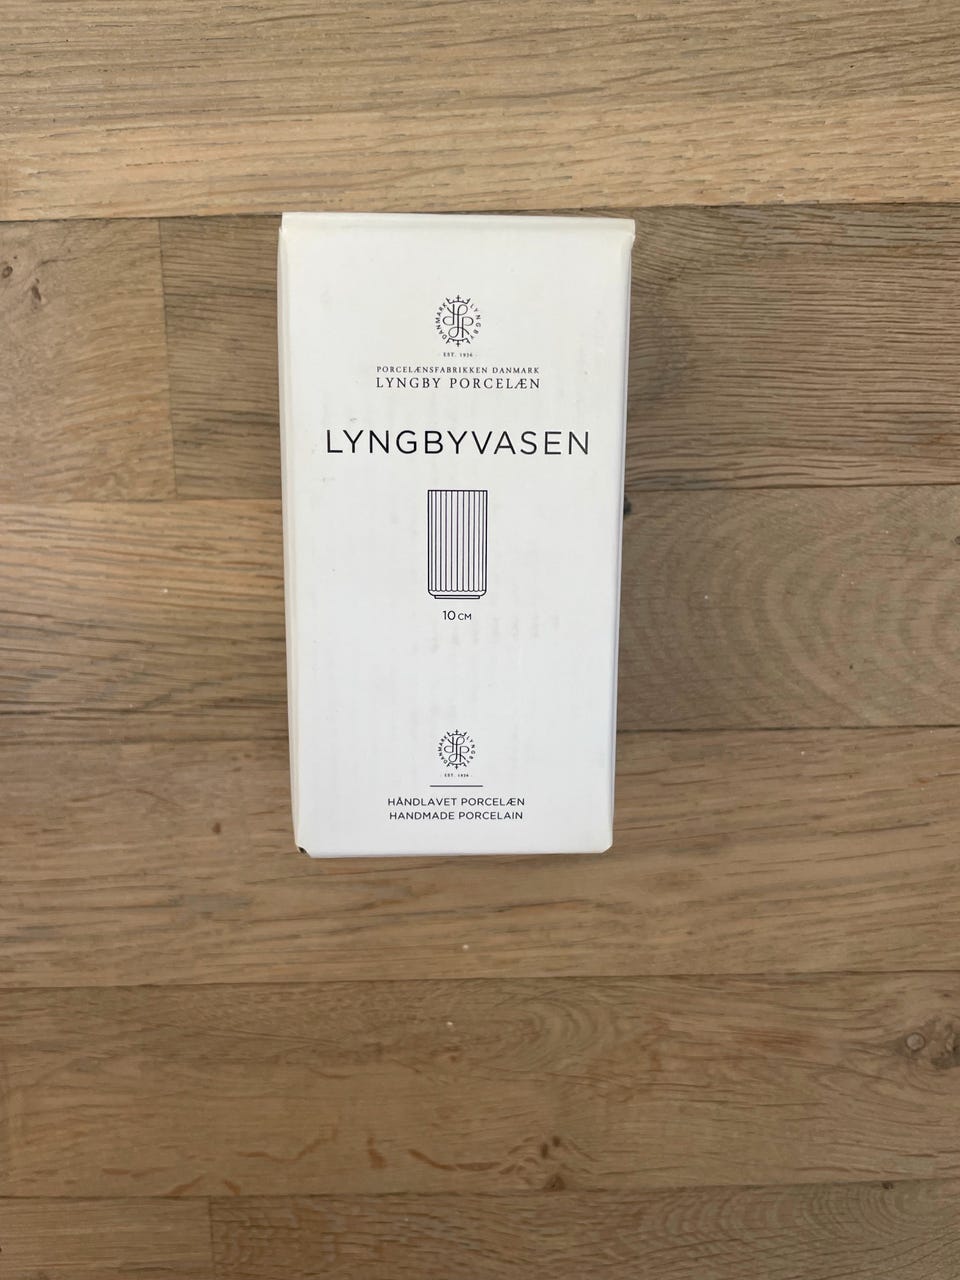 DANMARK LYNGBY
EST. 1936
PORCELÆNSFABRIKKEN DANMARK
LYNGBY PORCELÆN
LYNGBYVASEN
10 CM
DANMARK LYNGBY
EST. 1936
HÅNDLAVET PORCELÆN
HANDMADE PORCELAIN